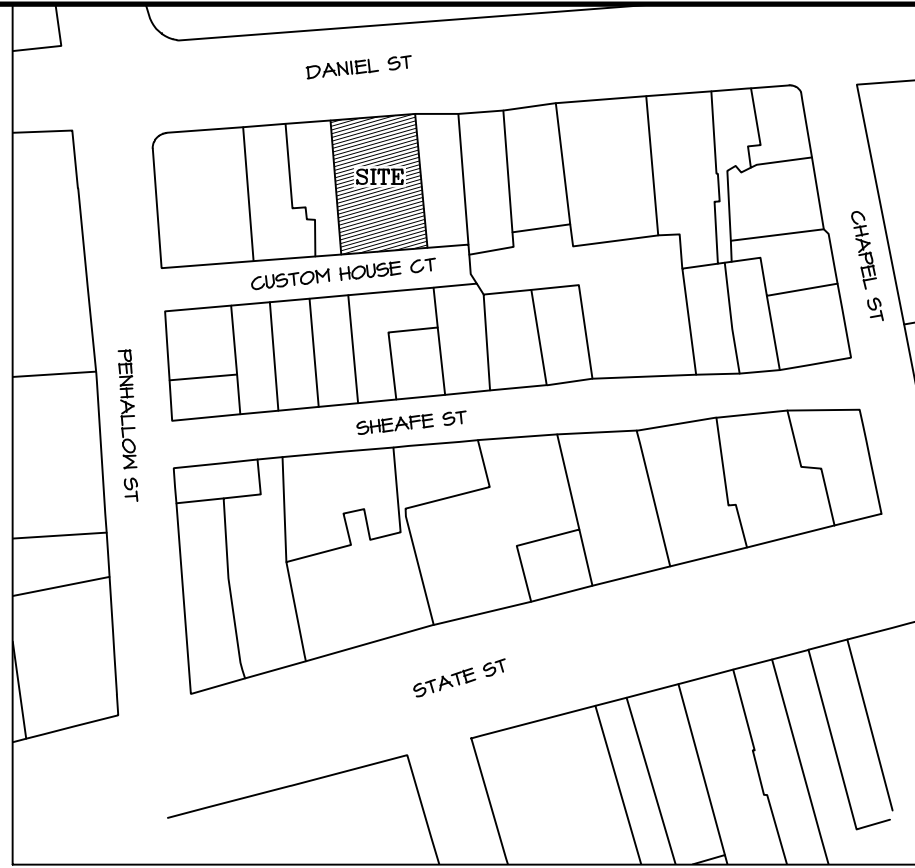 DANIEL ST
SITE
CUSTOM HOUSE CT
CHAPEL ST
PENHALLOW ST
SHEAFE ST
STATE ST